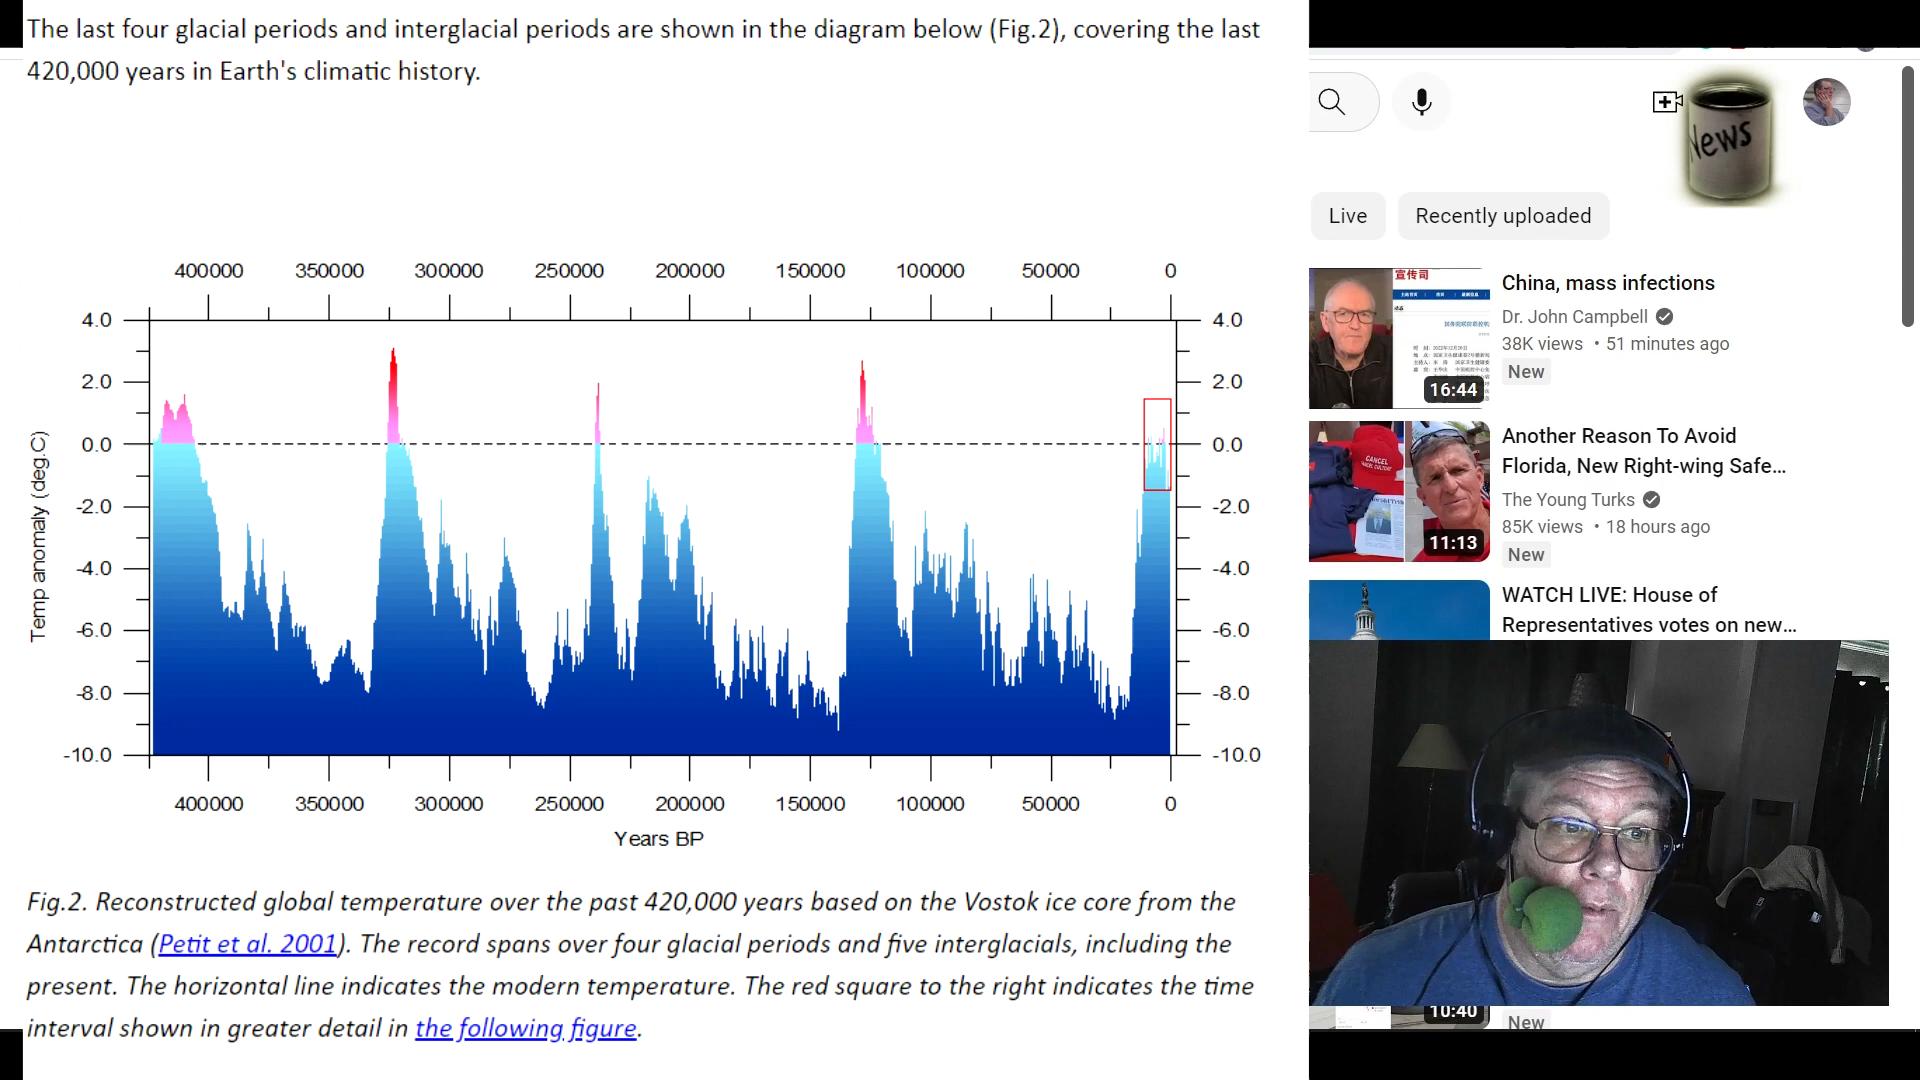 The last four glacial periods and interglacial periods are shown in the diagram below (Fig.2), covering the last
420,000 years in Earth's climatic history.
400000 350000 300000 250000 200000 150000 100000 50000 0
4.0 4.0
2.0 2.0
0.0 0.0
-2.0 -2.0
-4.0 -4.0
-6.0 -6.0
-8.0 -8.0
-10.0 -10.0
Temp anomaly (deg.C)
400000 350000 300000 250000 200000 150000 100000 50000 0
Years BP
Fig.2. Reconstructed global temperature over the past 420,000 years based on the Vostok ice core from the
Antarctica (Petit et al. 2001). The record spans over four glacial periods and five interglacials, including the
present. The horizontal line indicates the modern temperature. The red square to the right indicates the time
interval shown in greater detail in the following figure.
News
Live Recently uploaded
宣传司
16:44
China, mass infections
Dr. John Campbell
38K views • 51 minutes ago
New
CANCEL
11:13
Another Reason To Avoid
Florida, New Right-wing Safe...
The Young Turks
85K views • 18 hours ago
New
WATCH LIVE: House of
Representatives votes on new...
10:40
New